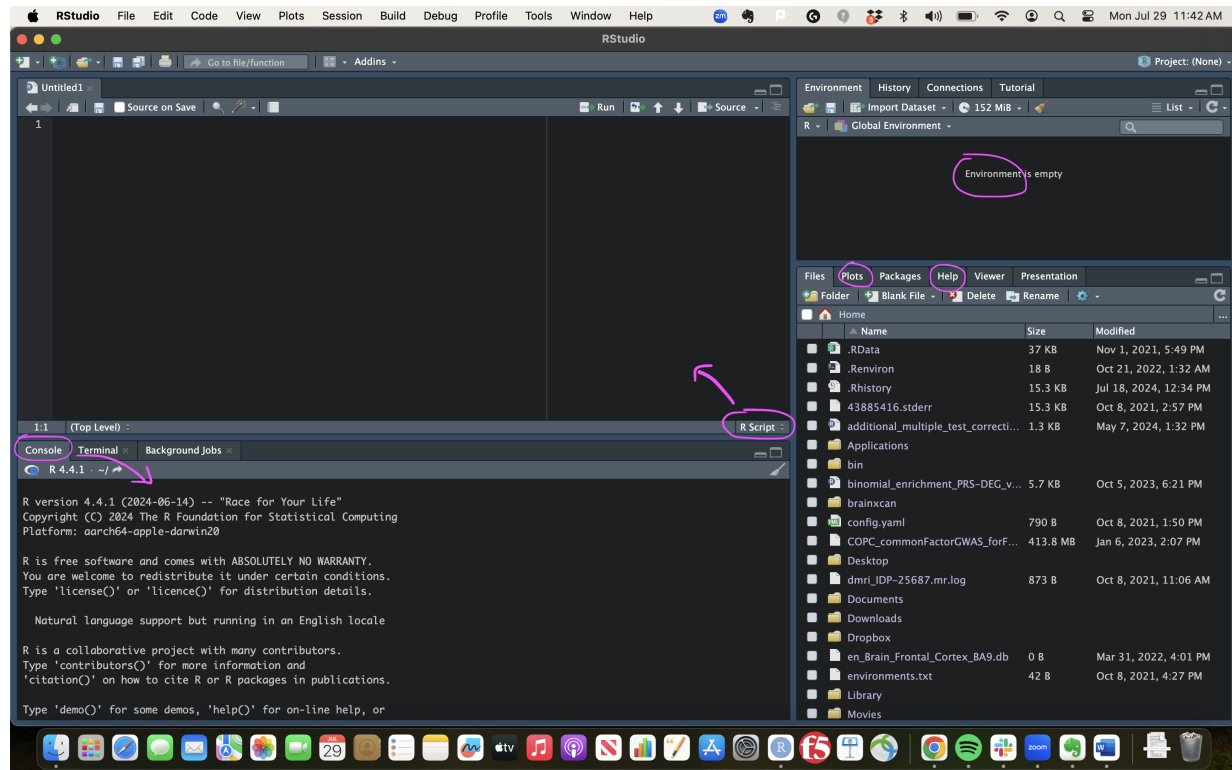 RStudio File Edit Code View Plots Session Build Debug Profile Tools Window Help zm Mon Jul 29 11:42 AM
RStudio
Go to file/function Addins Project: (None)
Untitled1
Source on Save Run Source
1
1:1 (Top Level) R Script
Console Terminal Background Jobs
R 4.4.1 · ~/
R version 4.4.1 (2024-06-14) -- "Race for Your Life"
Copyright (C) 2024 The R Foundation for Statistical Computing
Platform: aarch64-apple-darwin20
R is free software and comes with ABSOLUTELY NO WARRANTY.
You are welcome to redistribute it under certain conditions.
Type 'license()' or 'licence()' for distribution details.
Natural language support but running in an English locale
R is a collaborative project with many contributors.
Type 'contributors()' for more information and
'citation()' on how to cite R or R packages in publications.
Type 'demo()' for some demos, 'help()' for on-line help, or
Environment History Connections Tutorial
Import Dataset 152 MiB List
R Global Environment
Environment is empty
Files Plots Packages Help Viewer Presentation
Folder Blank File Delete Rename
Home ...
Name Size Modified
.RData 37 KB Nov 1, 2021, 5:49 PM
.Renviron 18 B Oct 21, 2022, 1:32 AM
.Rhistory 15.3 KB Jul 18, 2024, 12:34 PM
43885416.stderr 15.3 KB Oct 8, 2021, 2:57 PM
additional_multiple_test_correcti... 1.3 KB May 7, 2024, 1:32 PM
Applications
bin
binomial_enrichment_PRS-DEG_v... 5.7 KB Oct 5, 2023, 6:21 PM
brainxcan
config.yaml 790 B Oct 8, 2021, 1:50 PM
COPC_commonFactorGWAS_forF... 413.8 MB Jan 6, 2023, 2:07 PM
Desktop
dmri_IDP-25687.mr.log 873 B Oct 8, 2021, 11:06 AM
Documents
Downloads
Dropbox
en_Brain_Frontal_Cortex_BA9.db 0 B Mar 31, 2022, 4:01 PM
environments.txt 42 B Oct 8, 2021, 4:27 PM
Library
Movies
JUL 29 tv R f5 zoom W